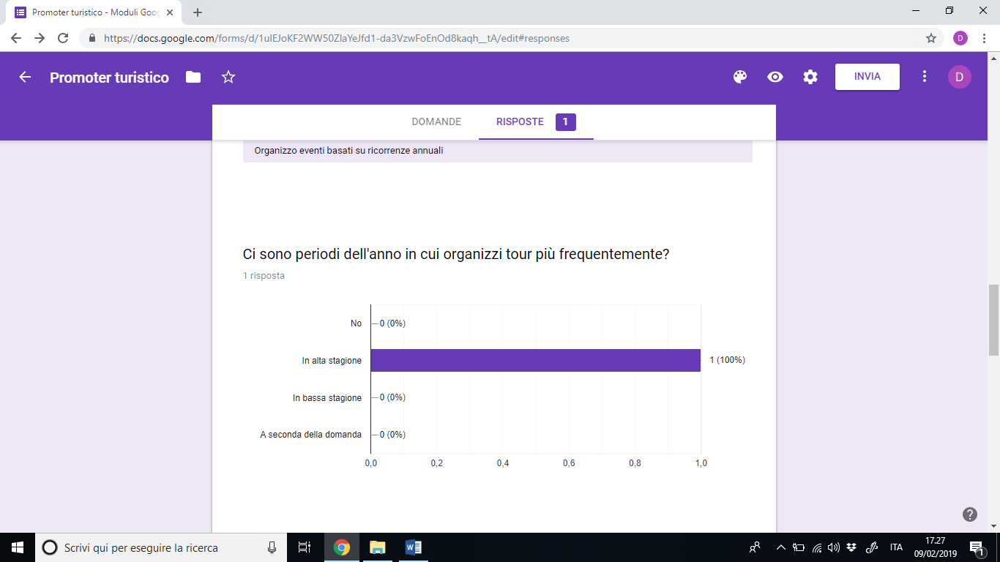 Promoter turistico - Moduli Goog
https://docs.google.com/forms/d/1uIEJoKF2WW50ZIaYeJfd1-da3VzwFoEnOd8kaqh__tA/edit#responses
D
Promoter turistico
INVIA
D
DOMANDE
RISPOSTE
1
Organizzo eventi basati su ricorrenze annuali
Ci sono periodi dell'anno in cui organizzi tour più frequentemente?
1 risposta
No
0 (0%)
In alta stagione
1 (100%)
In bassa stagione
0 (0%)
A seconda della domanda
0 (0%)
0,0 0,2 0,4 0,6 0,8 1,0
Scrivi qui per eseguire la ricerca
ITA
17.27
09/02/2019
1